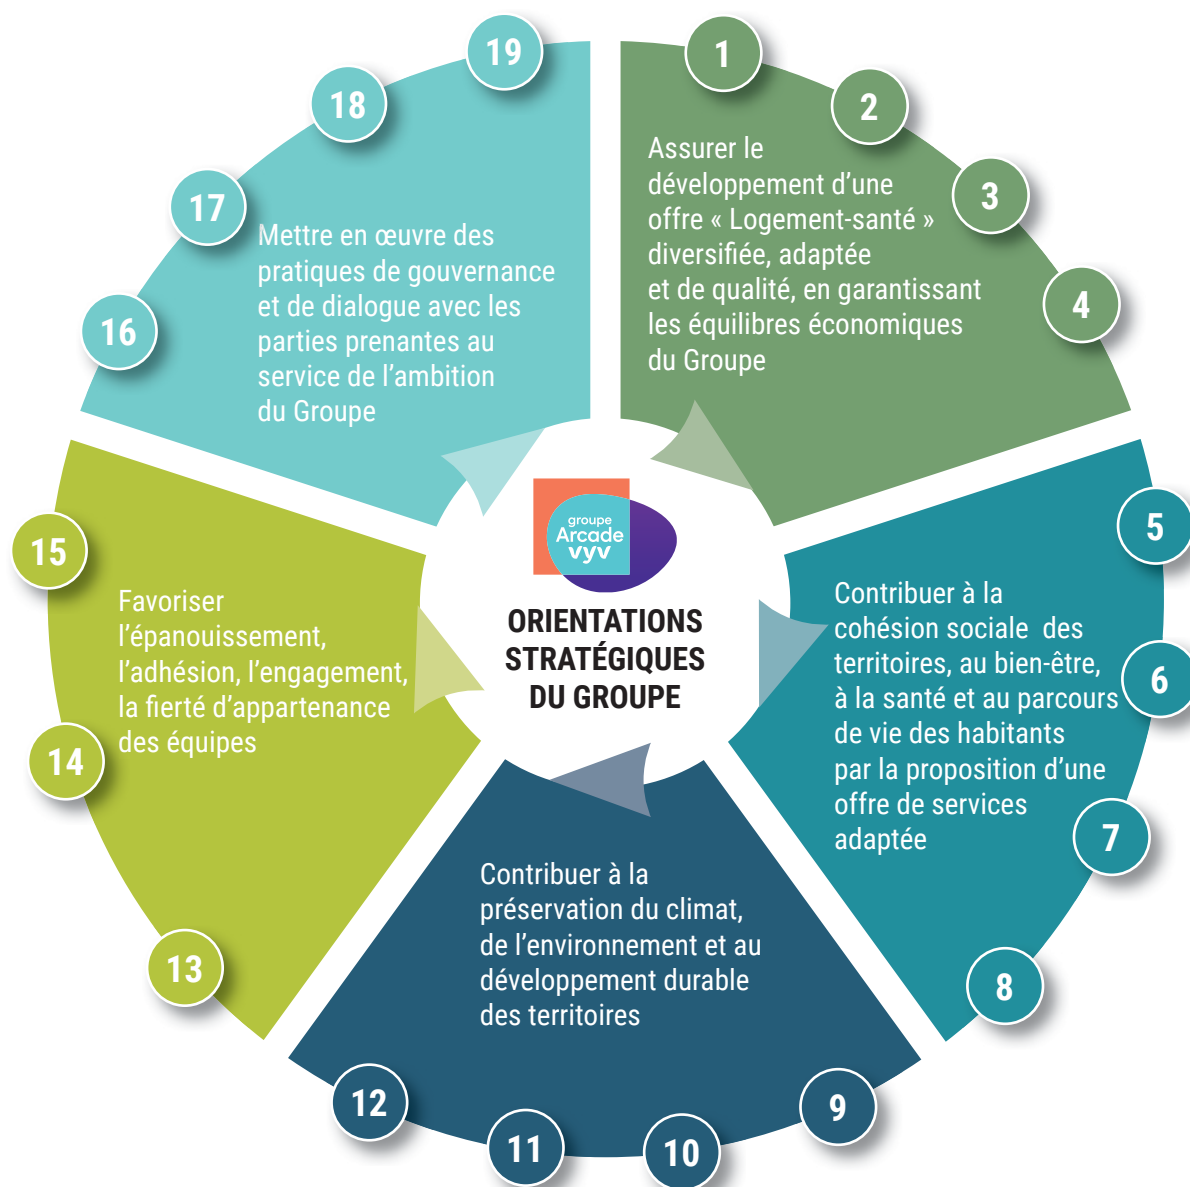 1
2
3
4
Assurer le
développement d’une
offre « Logement-santé »
diversifiée, adaptée
et de qualité, en garantissant
les équilibres économiques
du Groupe
5
6
7
8
Contribuer à la
cohésion sociale des
territoires, au bien-être,
à la santé et au parcours
de vie des habitants
par la proposition d’une
offre de services
adaptée
9
10
11
12
Contribuer à la
préservation du climat,
de l’environnement et au
développement durable
des territoires
13
14
15
Favoriser
l’épanouissement,
l’adhésion, l’engagement,
la fierté d’appartenance
des équipes
16
17
18
19
Mettre en œuvre des
pratiques de gouvernance
et de dialogue avec les
parties prenantes au
service de l’ambition
du Groupe
groupe
Arcade
vyv
ORIENTATIONS
STRATÉGIQUES
DU GROUPE